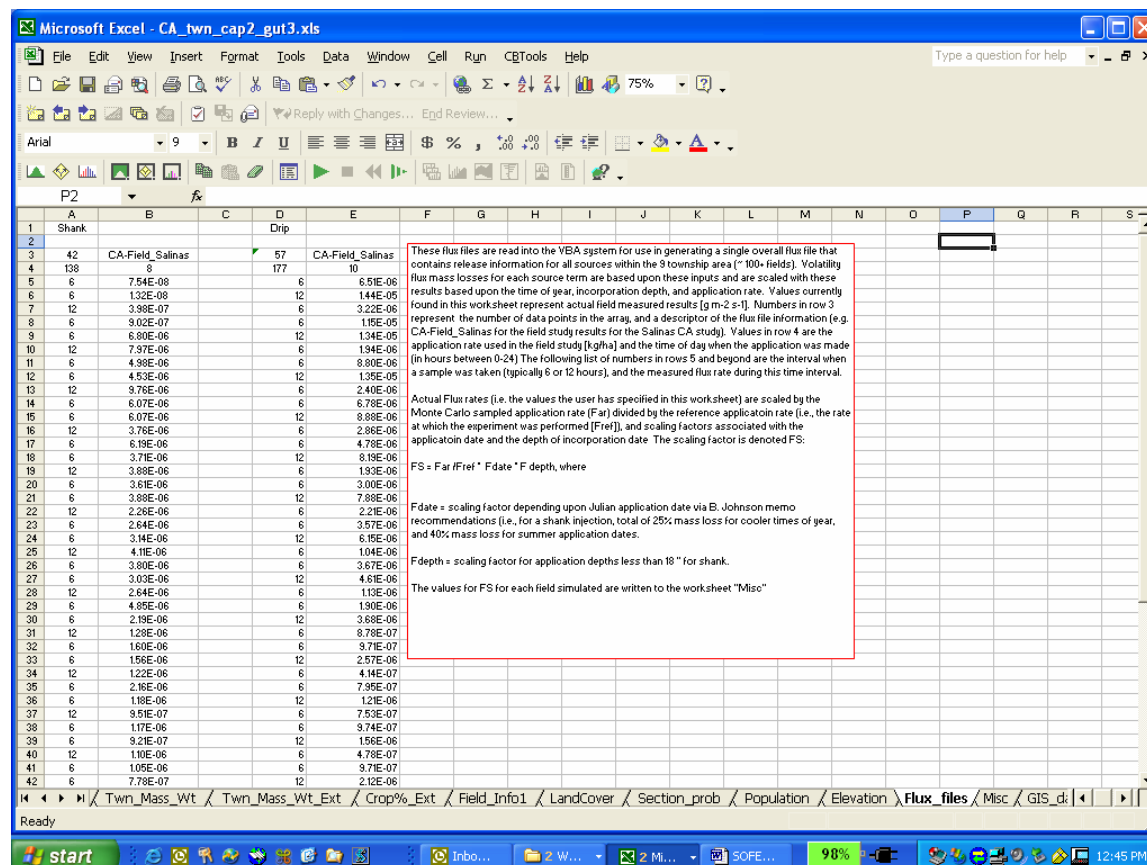 Microsoft Excel - CA_twn_cap2_gut3.xls
File Edit View Insert Format Tools Data Window Cell Run CBTools Help Type a question for help
75%
Reply with Changes... End Review...
Arial 9 B I U $ % ,
P2 fx
A B C D E F G H I J K L M N O P Q R S
1 Shank Drip
2
3 42 CA-Field_Salinas 57 CA-Field_Salinas
4 138 8 177 10
5 6 7.54E-08 6 6.51E-06
6 6 1.32E-08 12 1.44E-05
7 12 3.98E-07 6 3.22E-06
8 6 9.02E-07 6 1.15E-05
9 6 6.80E-06 12 1.34E-05
10 12 7.97E-06 6 1.94E-06
11 6 4.98E-06 6 8.80E-06
12 6 4.53E-06 12 1.35E-05
13 12 9.76E-06 6 2.40E-06
14 6 6.07E-06 6 6.78E-06
15 6 6.07E-06 12 8.88E-06
16 12 3.76E-06 6 2.86E-06
17 6 6.19E-06 6 4.78E-06
18 6 3.71E-06 12 8.19E-06
19 12 3.88E-06 6 1.93E-06
20 6 3.61E-06 6 3.00E-06
21 6 3.88E-06 12 7.88E-06
22 12 2.26E-06 6 2.21E-06
23 6 2.64E-06 6 3.57E-06
24 6 3.14E-06 12 6.15E-06
25 12 4.11E-06 6 1.04E-06
26 6 3.80E-06 6 3.67E-06
27 6 3.03E-06 12 4.61E-06
28 12 2.64E-06 6 1.13E-06
29 6 4.85E-06 6 1.90E-06
30 6 2.19E-06 12 3.68E-06
31 12 1.28E-06 6 8.78E-07
32 6 1.60E-06 6 9.71E-07
33 6 1.56E-06 12 2.57E-06
34 12 1.22E-06 6 4.14E-07
35 6 2.16E-06 6 7.95E-07
36 6 1.18E-06 12 1.21E-06
37 12 9.51E-07 6 7.53E-07
38 6 1.17E-06 6 9.74E-07
39 6 9.21E-07 12 1.56E-06
40 12 1.10E-06 6 4.78E-07
41 6 1.05E-06 6 9.71E-07
42 6 7.78E-07 12 2.12E-06
These flux files are read into the VBA system for use in generating a single overall flux file that
contains release information for all sources within the 9 township area (~ 100+ fields). Volatility
flux mass losses for each source term are based upon these inputs and are scaled with these
results based upon the time of year, incorporation depth, and application rate. Values currently
found in this worksheet represent actual field measured results [g m-2 s-1]. Numbers in row 3
represent the number of data points in the array, and a descriptor of the flux file information (e.g.
CA-Field_Salinas for the field study results for the Salinas CA study). Values in row 4 are the
application rate used in the field study [kg/ha] and the time of day when the application was made
(in hours between 0-24) The following list of numbers in rows 5 and beyond are the interval when
a sample was taken (typically 6 or 12 hours), and the measured flux rate during this time interval.
Actual Flux rates (i.e. the values the user has specified in this worksheet) are scaled by the
Monte Carlo sampled application rate (Far) divided by the reference applicatoin rate (i.e., the rate
at which the experiment was performed [Fref]), and scaling factors associated with the
applicatoin date and the depth of incorporation date The scaling factor is denoted FS:
FS = Far /Fref * Fdate * F depth, where
Fdate = scaling factor depending upon Julian application date via B. Johnson memo
recommendations (i.e., for a shank injection, total of 25% mass loss for cooler times of year,
and 40% mass loss for summer application dates.
Fdepth = scaling factor for application depths less than 18 " for shank.
The values for FS for each field simulated are written to the worksheet "Misc"
Twn_Mass_Wt Twn_Mass_Wt_Ext Crop%_Ext Field_Info1 LandCover Section_prob Population Elevation Flux_files Misc GIS_da
Ready
start Inbo... 2 W... 2 Mi... SOFE... 98% 12:45 PM